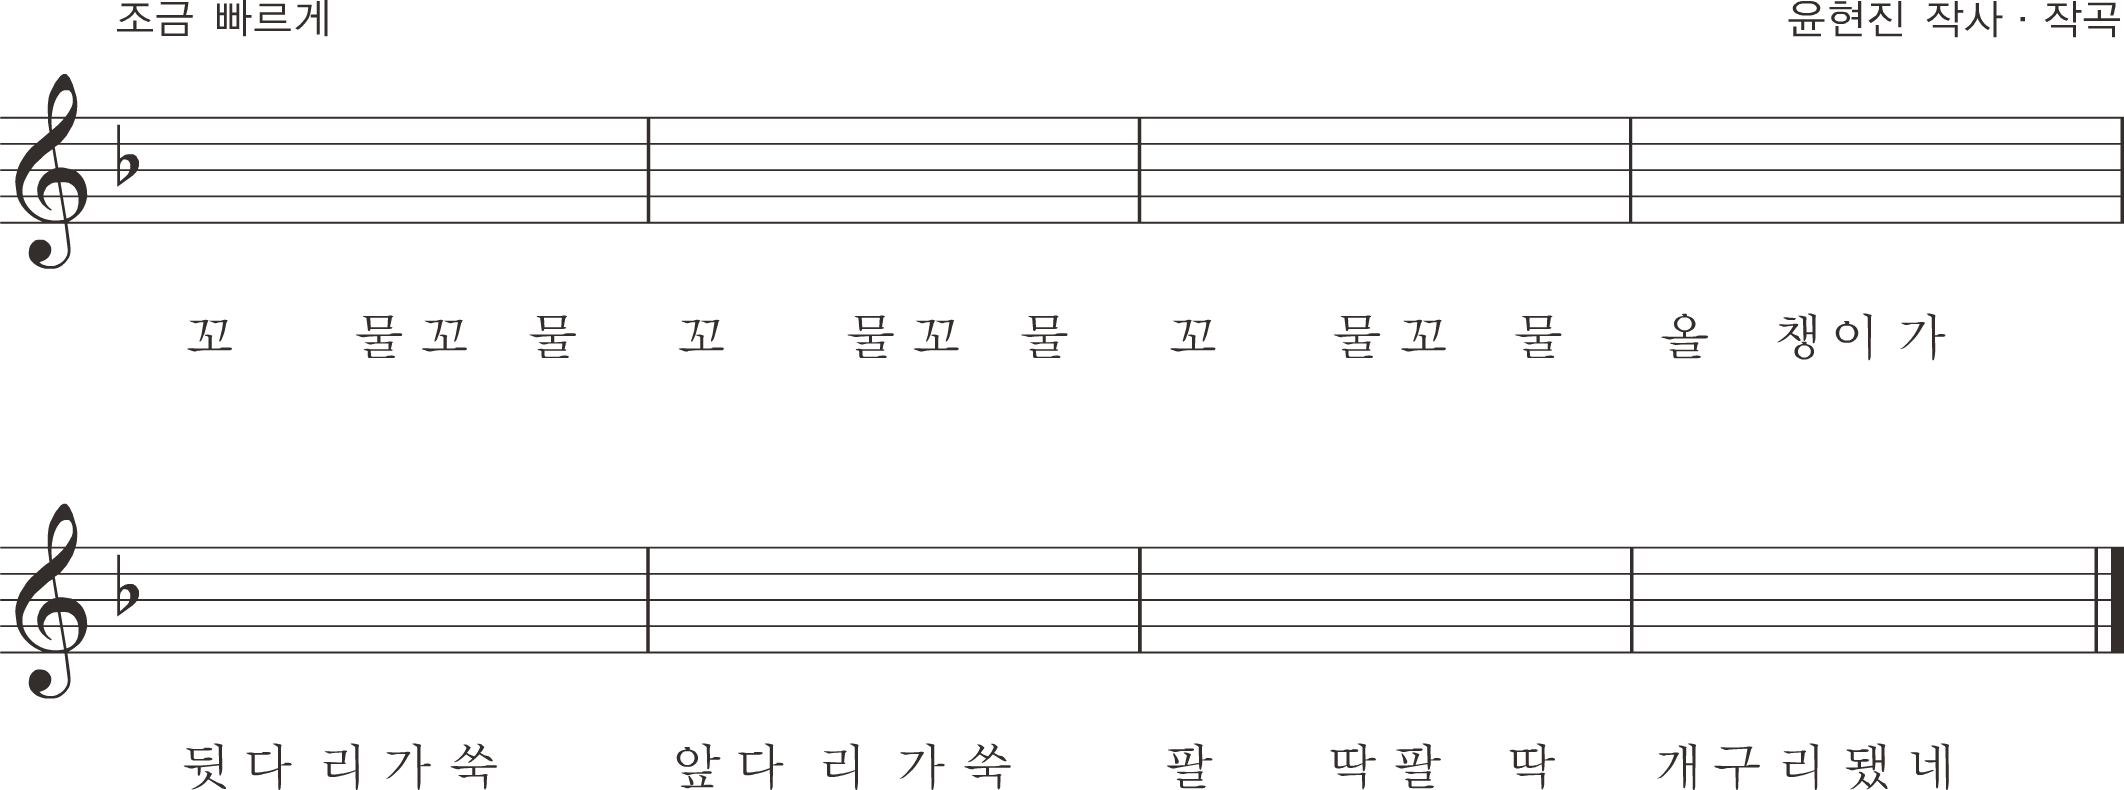 조금 빠르게
윤현진 작사 · 작곡
꼬 물꼬 물 꼬 물꼬 물 꼬 물꼬 물 올 챙이 가
뒷 다 리 가 쑥 앞 다 리 가 쑥 팔 딱 팔 딱 개 구 리 됐 네